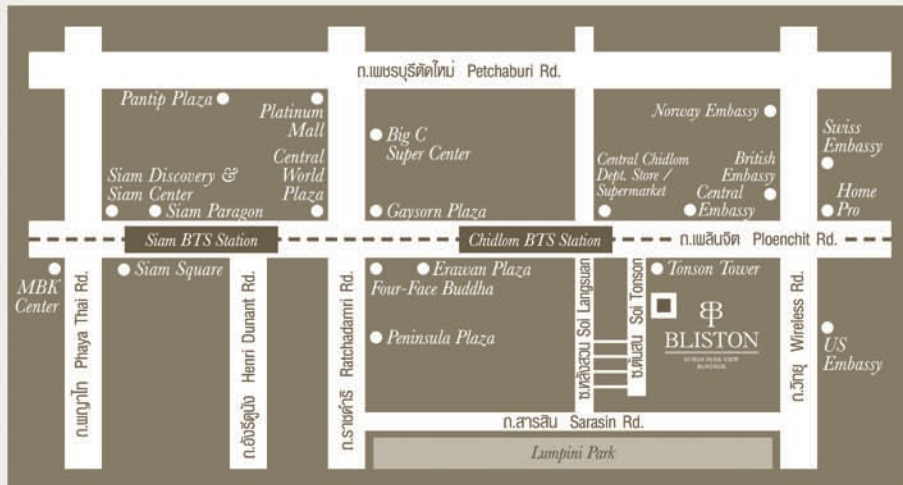 ถ.เพชรบุรีตัดใหม่ Petchaburi Rd.
Pantip Plaza
Platinum
Mall
Big C
Super Center
Norway Embassy
Swiss
Embassy
Siam Discovery &
Siam Center
Siam Paragon
Central
World
Plaza
Gaysorn Plaza
Central Chidlom
Dept. Store /
Supermarket
Central
Embassy
British
Embassy
Home
Pro
Siam BTS Station
Chidlom BTS Station
ถ.เพลินจิต Ploenchit Rd.
MBK
Center
Siam Square
Four-Face Buddha
Erawan Plaza
Tonson Tower
Peninsula Plaza
BLISTON
SUWAN PARK VIEW
BANGKOK
US
Embassy
ถ.พญาไท Phaya Thai Rd.
ถ.อังรีดูนัง Henri Dunant Rd.
ถ.ราชดำริ Ratchadamri Rd.
ซ.หลังสวน Soi Langsuan
ซ.ต้นสน Soi Tonson
ถ.วิทยุ Wireless Rd.
ถ.สารสิน Sarasin Rd.
Lumpini Park